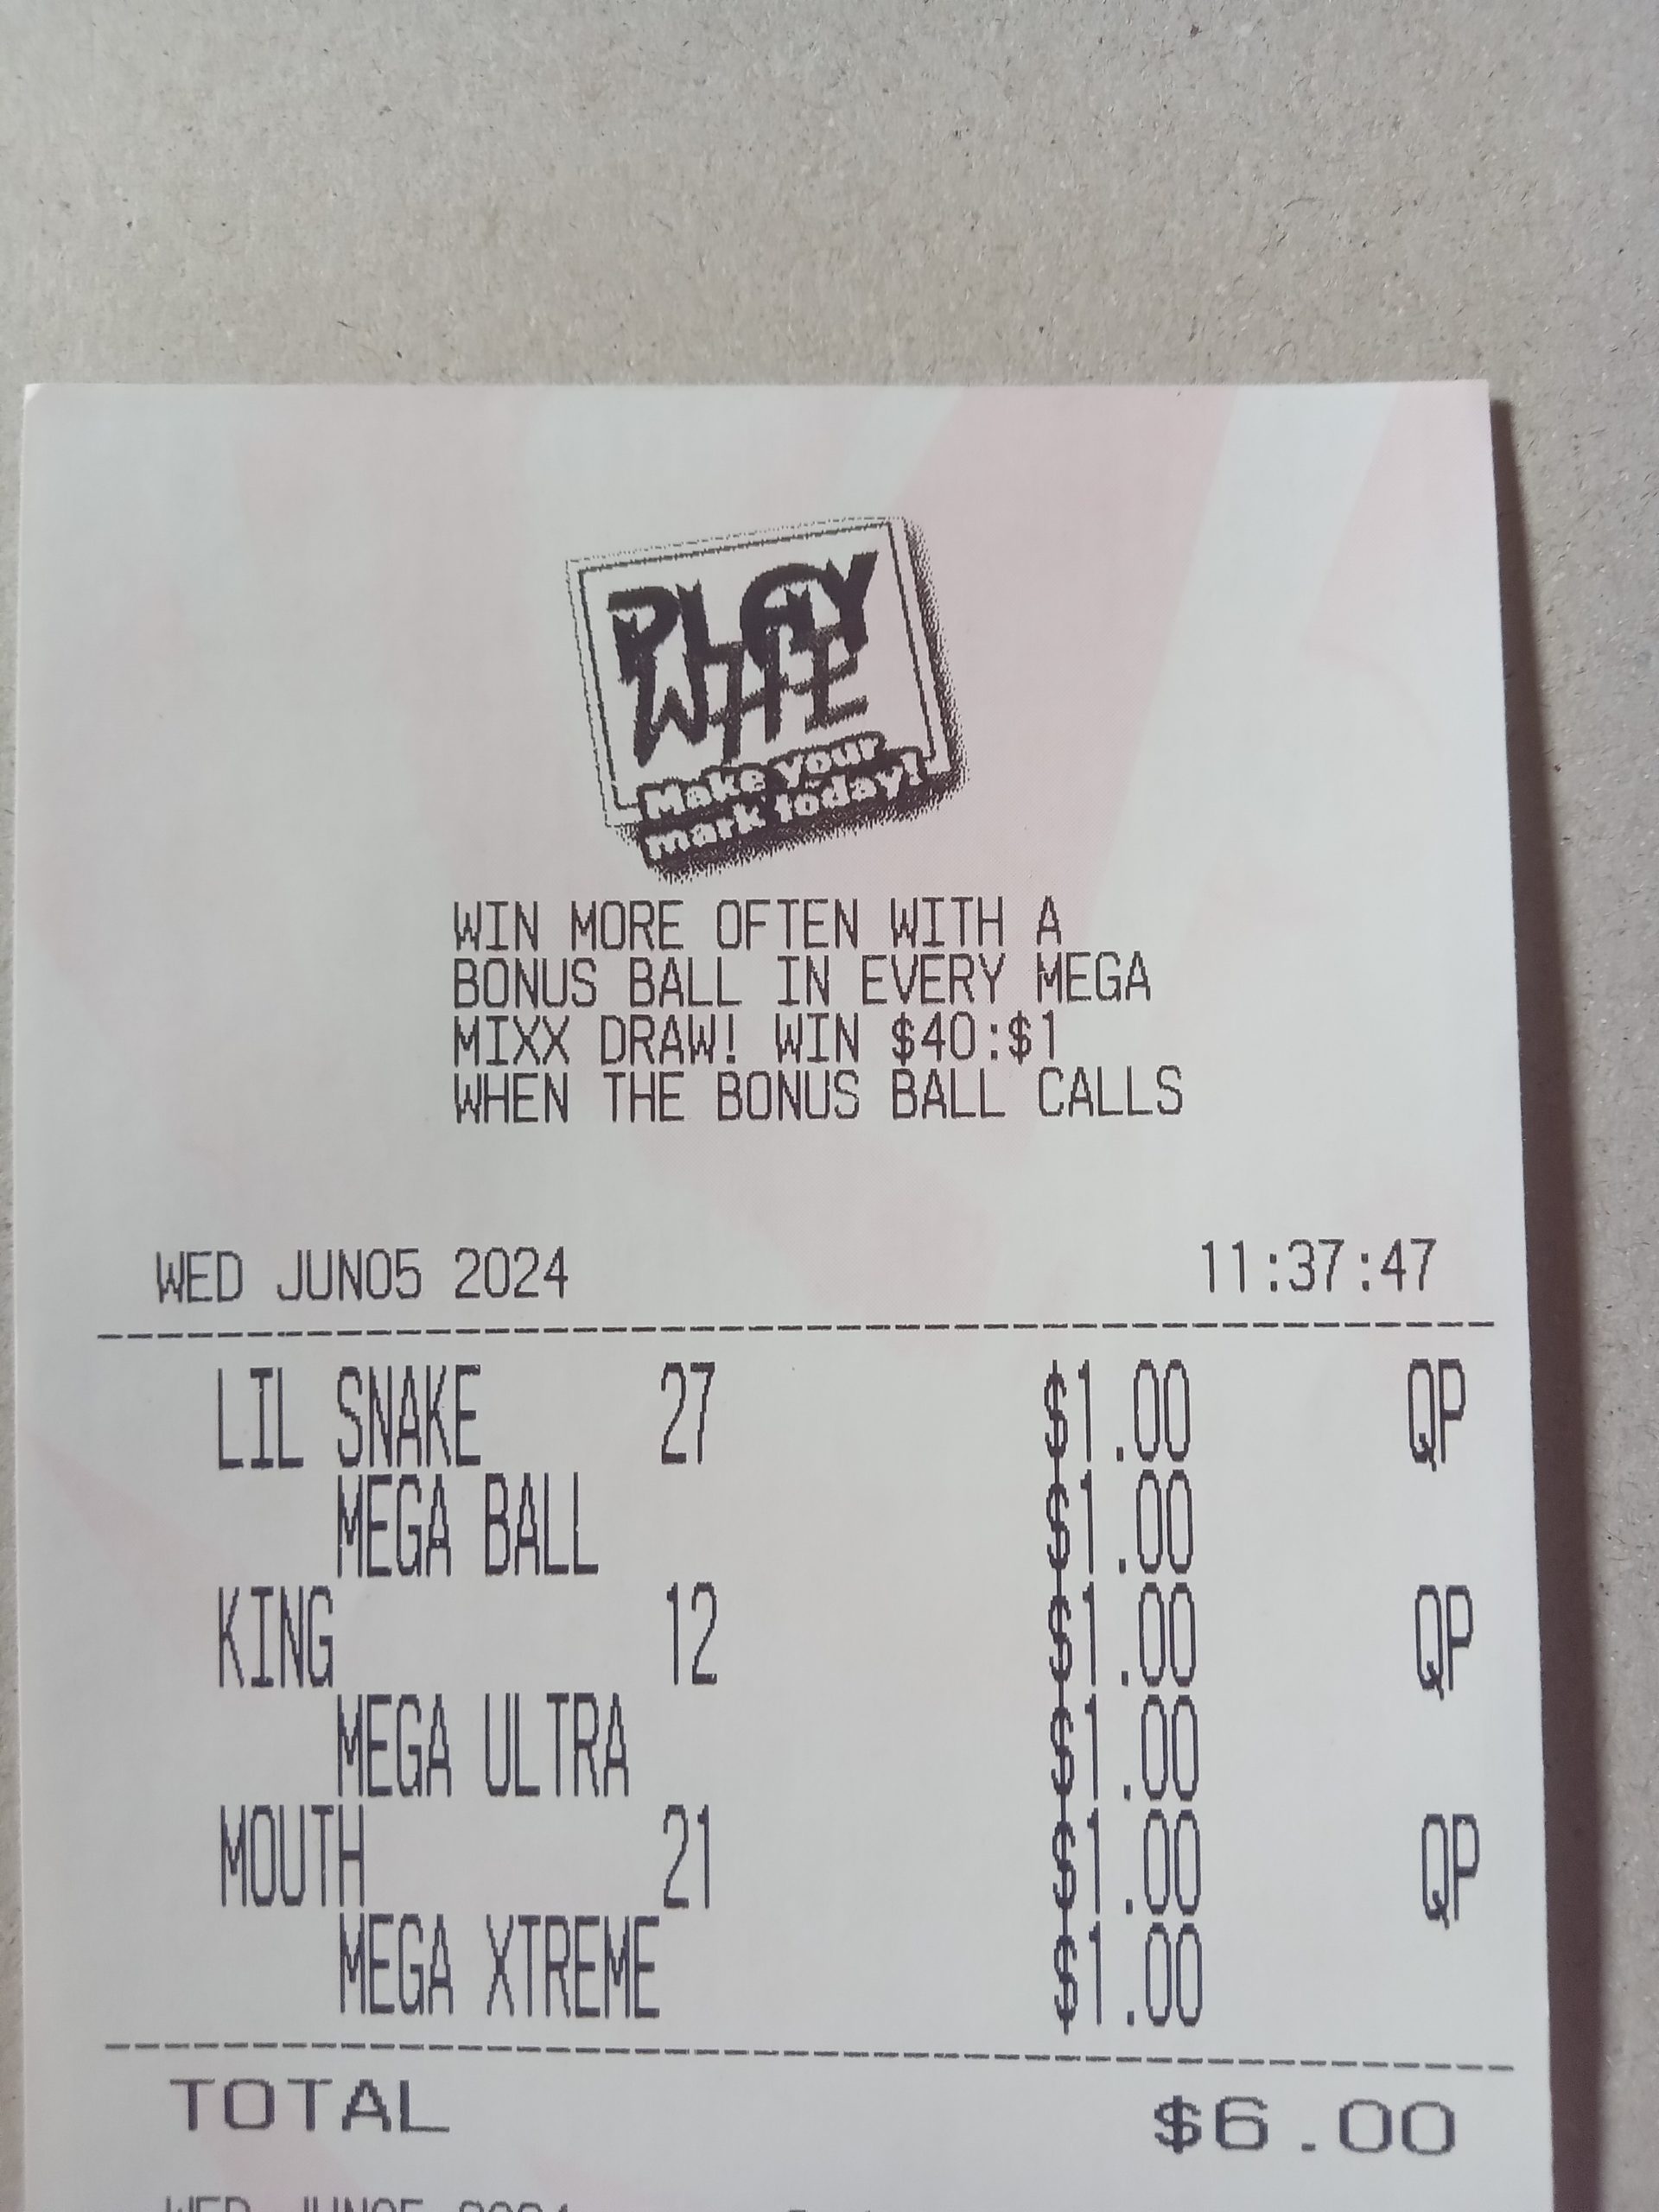 PLAY
WHE
Make your
mark today!
WIN MORE OFTEN WITH A
BONUS BALL IN EVERY MEGA
MIXX DRAW! WIN $40:$1
WHEN THE BONUS BALL CALLS
WED JUN05 2024 11:37:47
LIL SNAKE 27 $1.00 QP
MEGA BALL $1.00
KING 12 $1.00 QP
MEGA ULTRA $1.00
MOUTH 21 $1.00 QP
MEGA XTREME $1.00
TOTAL $6.00
WED JUN05 2024